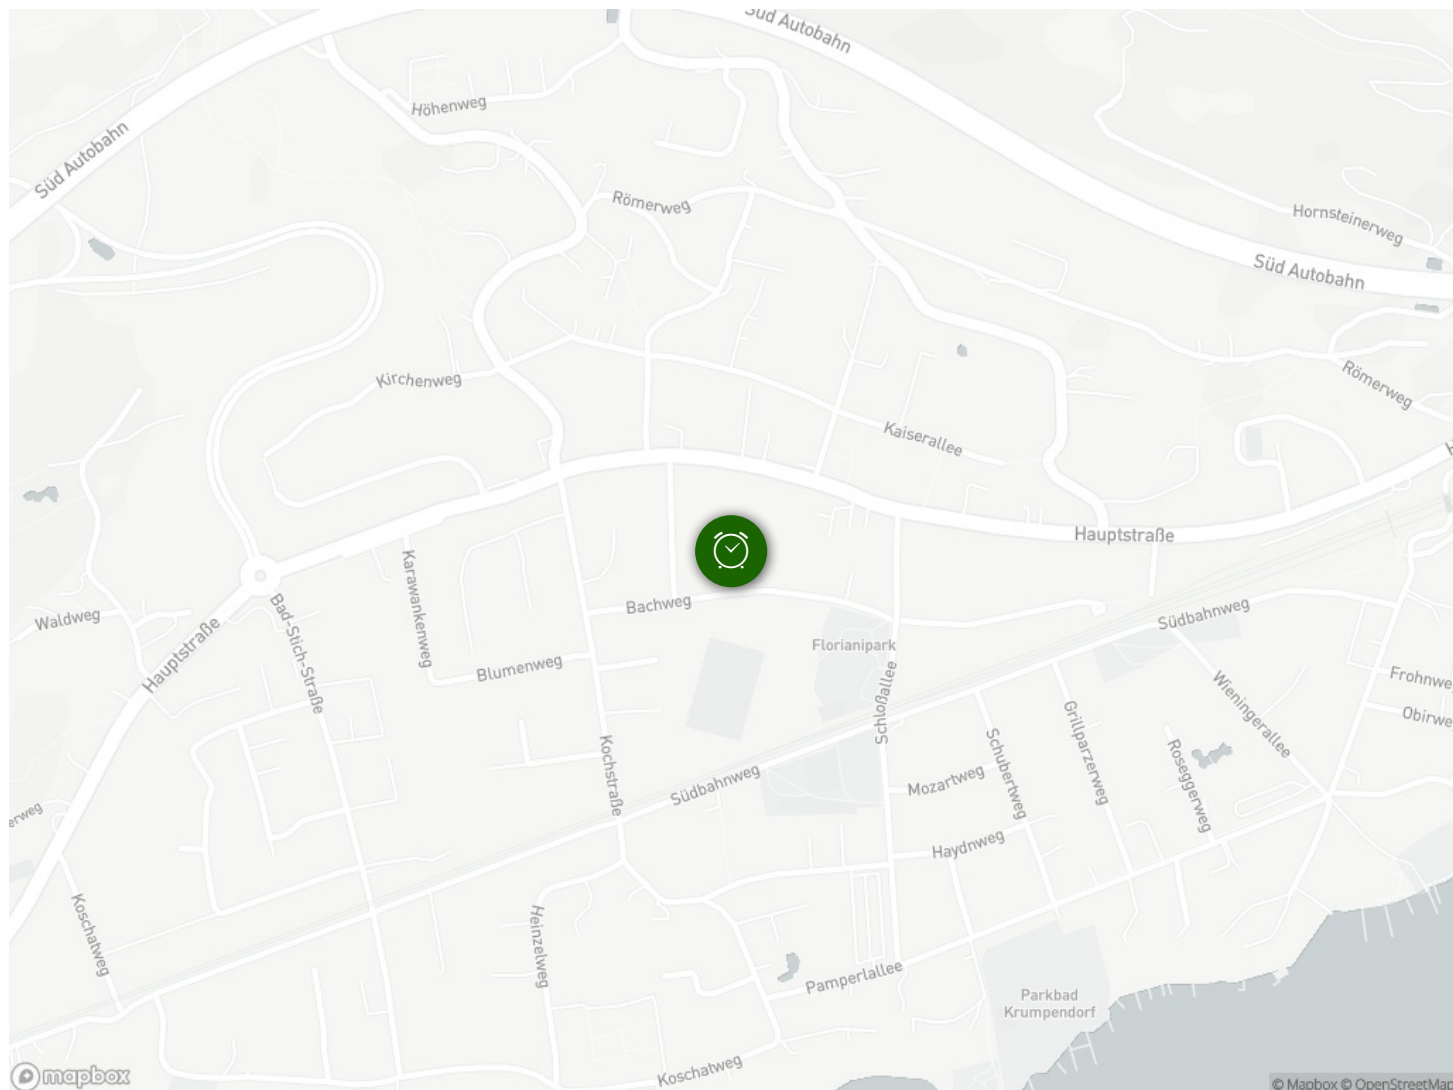 Süd Autobahn
Höhenweg
Süd Autobahn
Römerweg
Hornsteinerweg
Süd Autobahn
Kirchenweg
Römerweg
Kaiserallee
H
Hauptstraße
Karawankenweg
Bachweg
Waldweg
Bad-Stich-Straße
Südbahnweg
Hauptstraße
Florianipark
Blumenweg
Schloßallee
Frohnwe
Wieningerallee
Obirwe
Grillparzerweg
Schubertweg
Roseggerweg
Kochstraße
Südbahnweg
Mozartweg
erweg
Haydnweg
Koschatweg
Heinzelweg
Pamperlallee
Parkbad
Krumpendorf
Koschatweg
mapbox
© Mapbox © OpenStreetMap